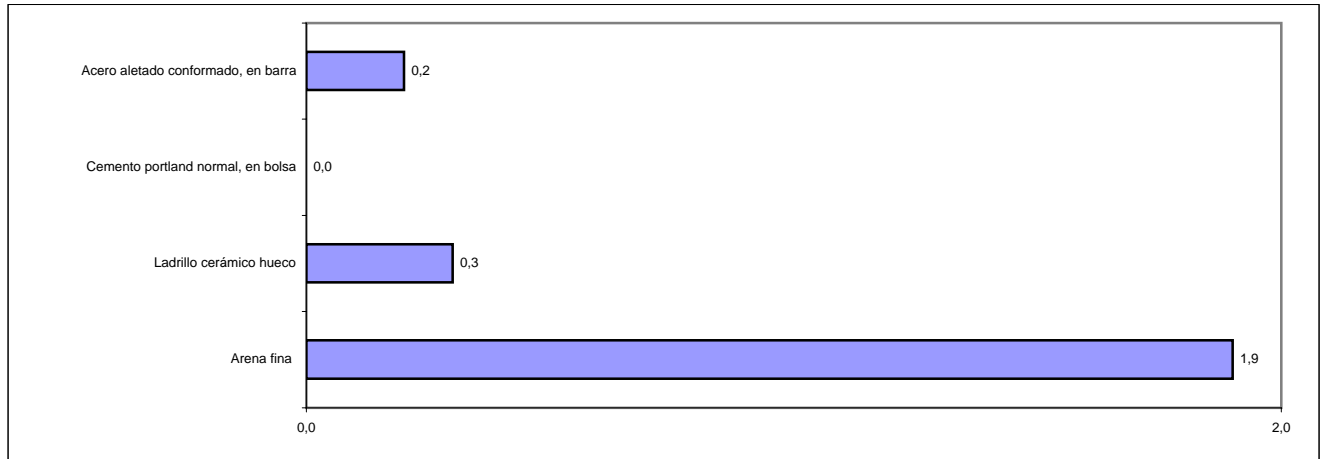 Acero aletado conformado, en barra 0,2
Cemento portland normal, en bolsa 0,0
Ladrillo cerámico hueco 0,3
Arena fina 1,9
0,0 2,0